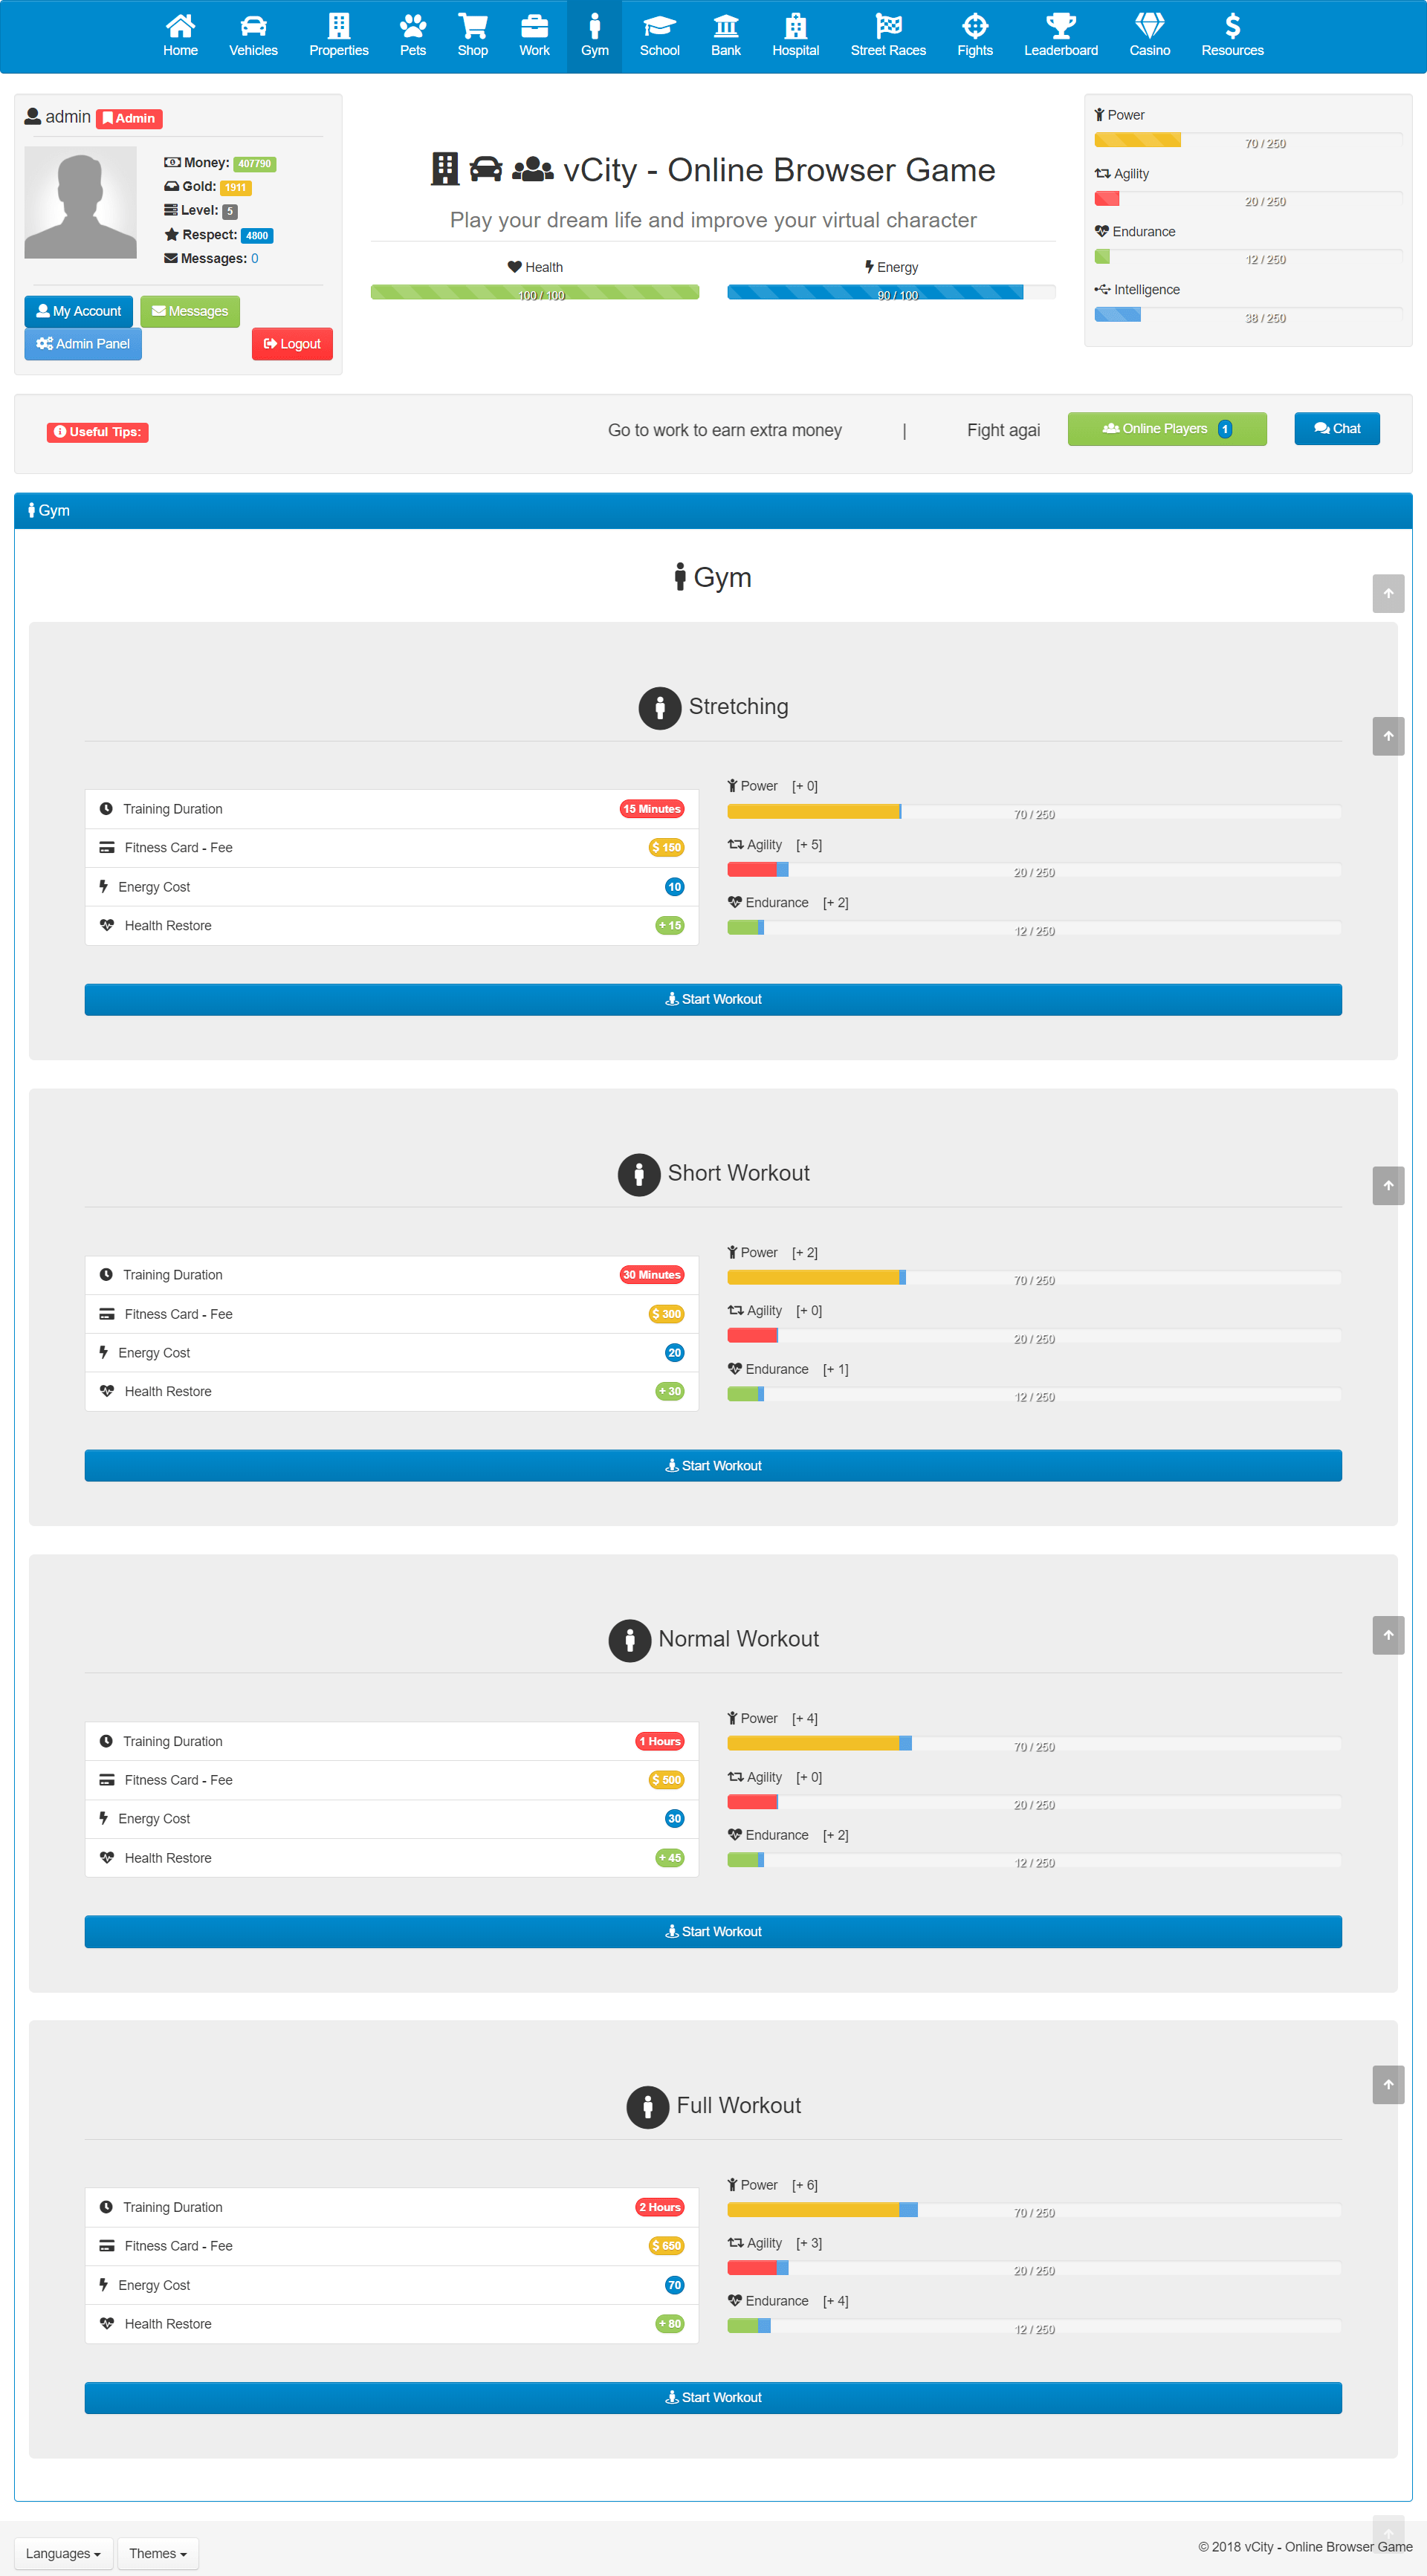 Home Vehicles Properties Pets Shop Work Gym School Bank Hospital Street Races Fights Leaderboard Casino Resources
admin Admin
Money: 407790
Gold: 1911
Level: 5
Respect: 4800
Messages: 0
My Account Messages
Admin Panel Logout
vCity - Online Browser Game
Play your dream life and improve your virtual character
Health Energy
100 / 100 90 / 100
Power
70 / 250
Agility
20 / 250
Endurance
12 / 250
Intelligence
38 / 250
Useful Tips: Go to work to earn extra money | Fight agai Online Players 1 Chat
Gym
Gym
Stretching
Training Duration 15 Minutes
Fitness Card - Fee $ 150
Energy Cost 10
Health Restore + 15
Power [+ 0]
70 / 250
Agility [+ 5]
20 / 250
Endurance [+ 2]
12 / 250
Start Workout
Short Workout
Training Duration 30 Minutes
Fitness Card - Fee $ 300
Energy Cost 20
Health Restore + 30
Power [+ 2]
70 / 250
Agility [+ 0]
20 / 250
Endurance [+ 1]
12 / 250
Start Workout
Normal Workout
Training Duration 1 Hours
Fitness Card - Fee $ 500
Energy Cost 30
Health Restore + 45
Power [+ 4]
70 / 250
Agility [+ 0]
20 / 250
Endurance [+ 2]
12 / 250
Start Workout
Full Workout
Training Duration 2 Hours
Fitness Card - Fee $ 650
Energy Cost 70
Health Restore + 80
Power [+ 6]
70 / 250
Agility [+ 3]
20 / 250
Endurance [+ 4]
12 / 250
Start Workout
Languages Themes
© 2018 vCity - Online Browser Game